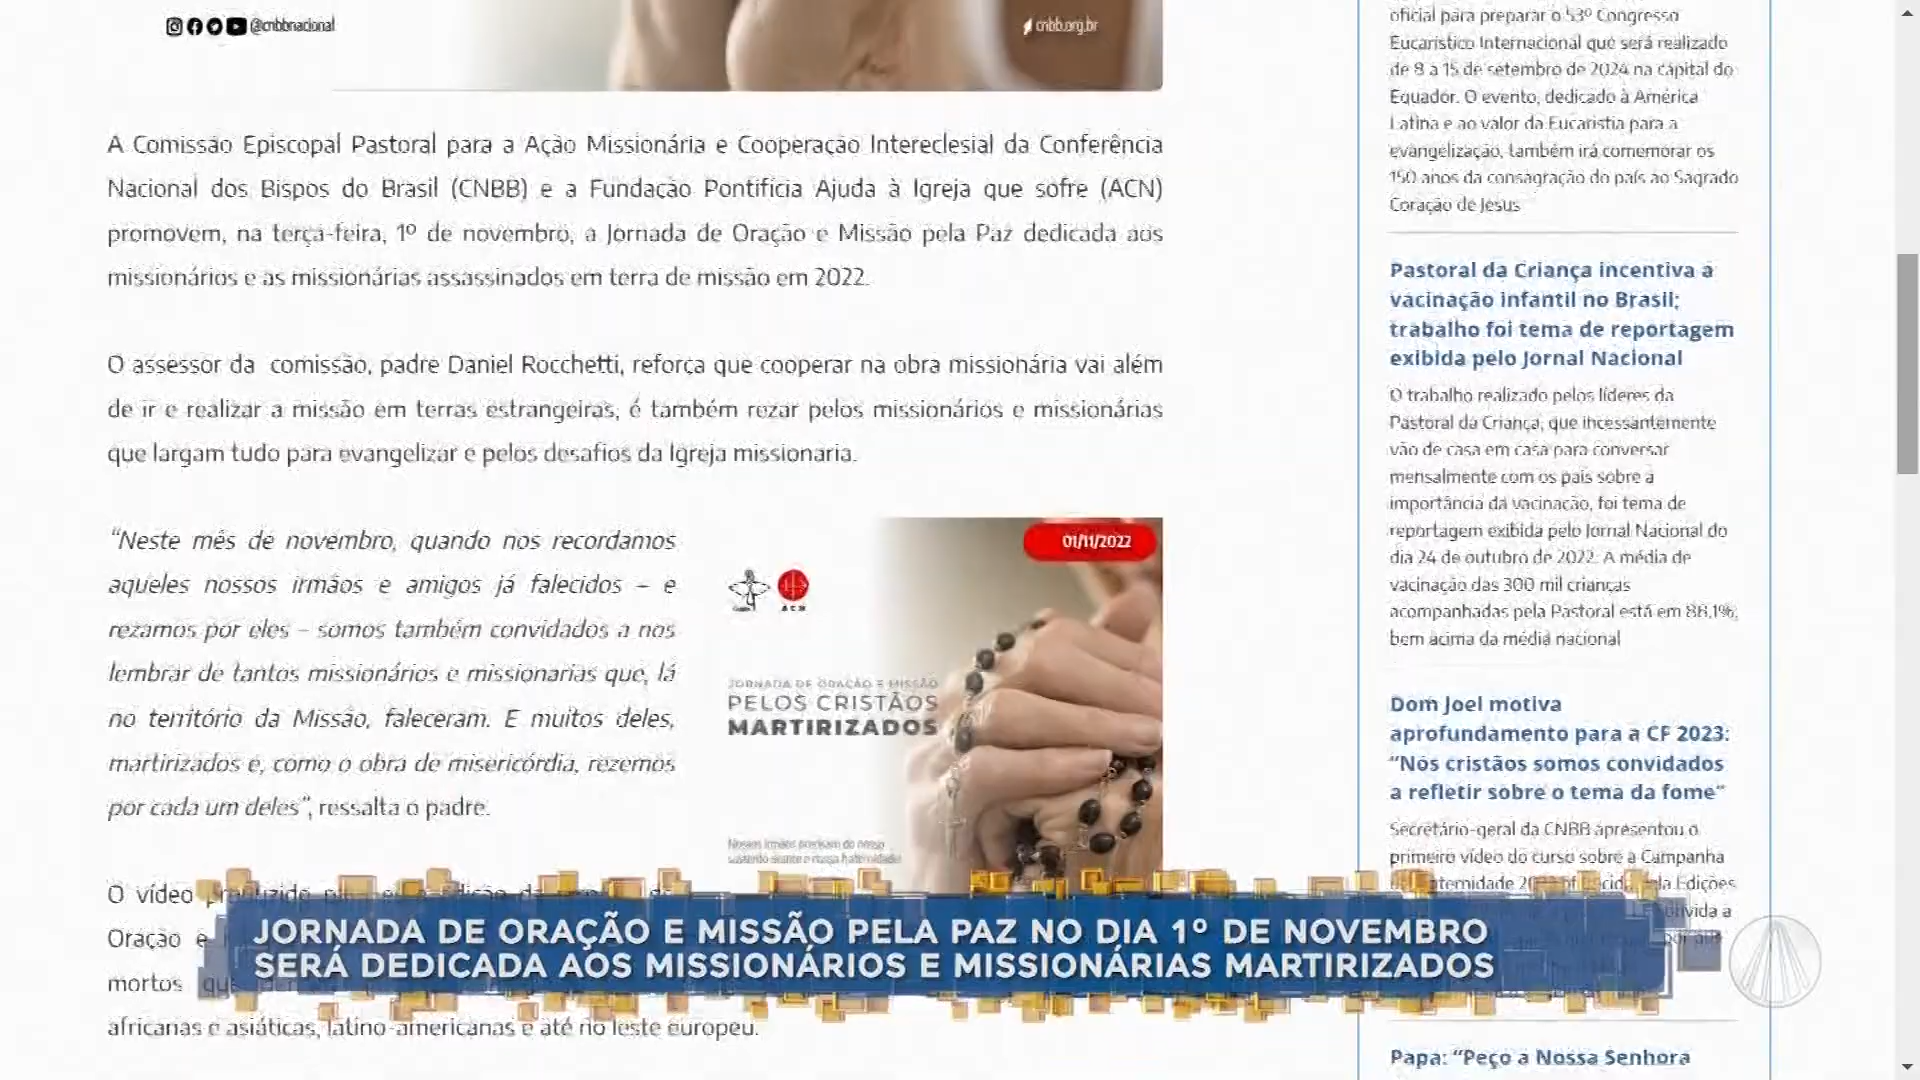 @cnbbnacional
cnbb.org.br
A Comissão Episcopal Pastoral para a Ação Missionária e Cooperação Intereclesial da Conferência
Nacional dos Bispos do Brasil (CNBB) e a Fundação Pontifícia Ajuda à Igreja que sofre (ACN)
promovem, na terça-feira, 1º de novembro, a Jornada de Oração e Missão pela Paz dedicada aos
missionários e as missionárias assassinados em terra de missão em 2022.
O assessor da comissão, padre Daniel Rocchetti, reforça que cooperar na obra missionária vai além
de ir e realizar a missão em terras estrangeiras, é também rezar pelos missionários e missionárias
que largam tudo para evangelizar e pelos desafios da Igreja missionaria.
“Neste mês de novembro, quando nos recordamos
aqueles nossos irmãos e amigos já falecidos – e
rezamos por eles – somos também convidados a nos
lembrar de tantos missionários e missionarias que, lá
no território da Missão, faleceram. E muitos deles,
martirizados e, como o obra de misericórdia, rezemos
por cada um deles”, ressalta o padre.
01/11/2022
ACN
JORNADA DE ORAÇÃO E MISSÃO
PELOS CRISTÃOS
MARTIRIZADOS
Nossos irmãos precisam do nosso
O vídeo
Oração e
mortos
africanas e asiáticas, latino-americanas e até no leste europeu.
oficial para preparar o 53º Congresso
Eucarístico Internacional que será realizado
de 8 a 15 de setembro de 2024 na capital do
Equador. O evento, dedicado à América
Latina e ao valor da Eucaristia para a
evangelização, também irá comemorar os
150 anos da consagração do país ao Sagrado
Coração de Jesus
Pastoral da Criança incentiva a
vacinação infantil no Brasil;
trabalho foi tema de reportagem
exibida pelo Jornal Nacional
O trabalho realizado pelos líderes da
Pastoral da Criança, que incessantemente
vão de casa em casa para conversar
mensalmente com os pais sobre a
importância da vacinação, foi tema de
reportagem exibida pelo Jornal Nacional do
dia 24 de outubro de 2022. A média de
vacinação das 300 mil crianças
acompanhadas pela Pastoral está em 86,1%,
bem acima da média nacional
Dom Joel motiva
aprofundamento para a CF 2023:
“Nós cristãos somos convidados
a refletir sobre o tema da fome”
Secretário-geral da CNBB apresentou o
primeiro vídeo do curso sobre a Campanha
Edições
Papa: “Peço a Nossa Senhora
JORNADA DE ORAÇÃO E MISSÃO PELA PAZ NO DIA 1º DE NOVEMBRO
SERÁ DEDICADA AOS MISSIONÁRIOS E MISSIONÁRIAS MARTIRIZADOS